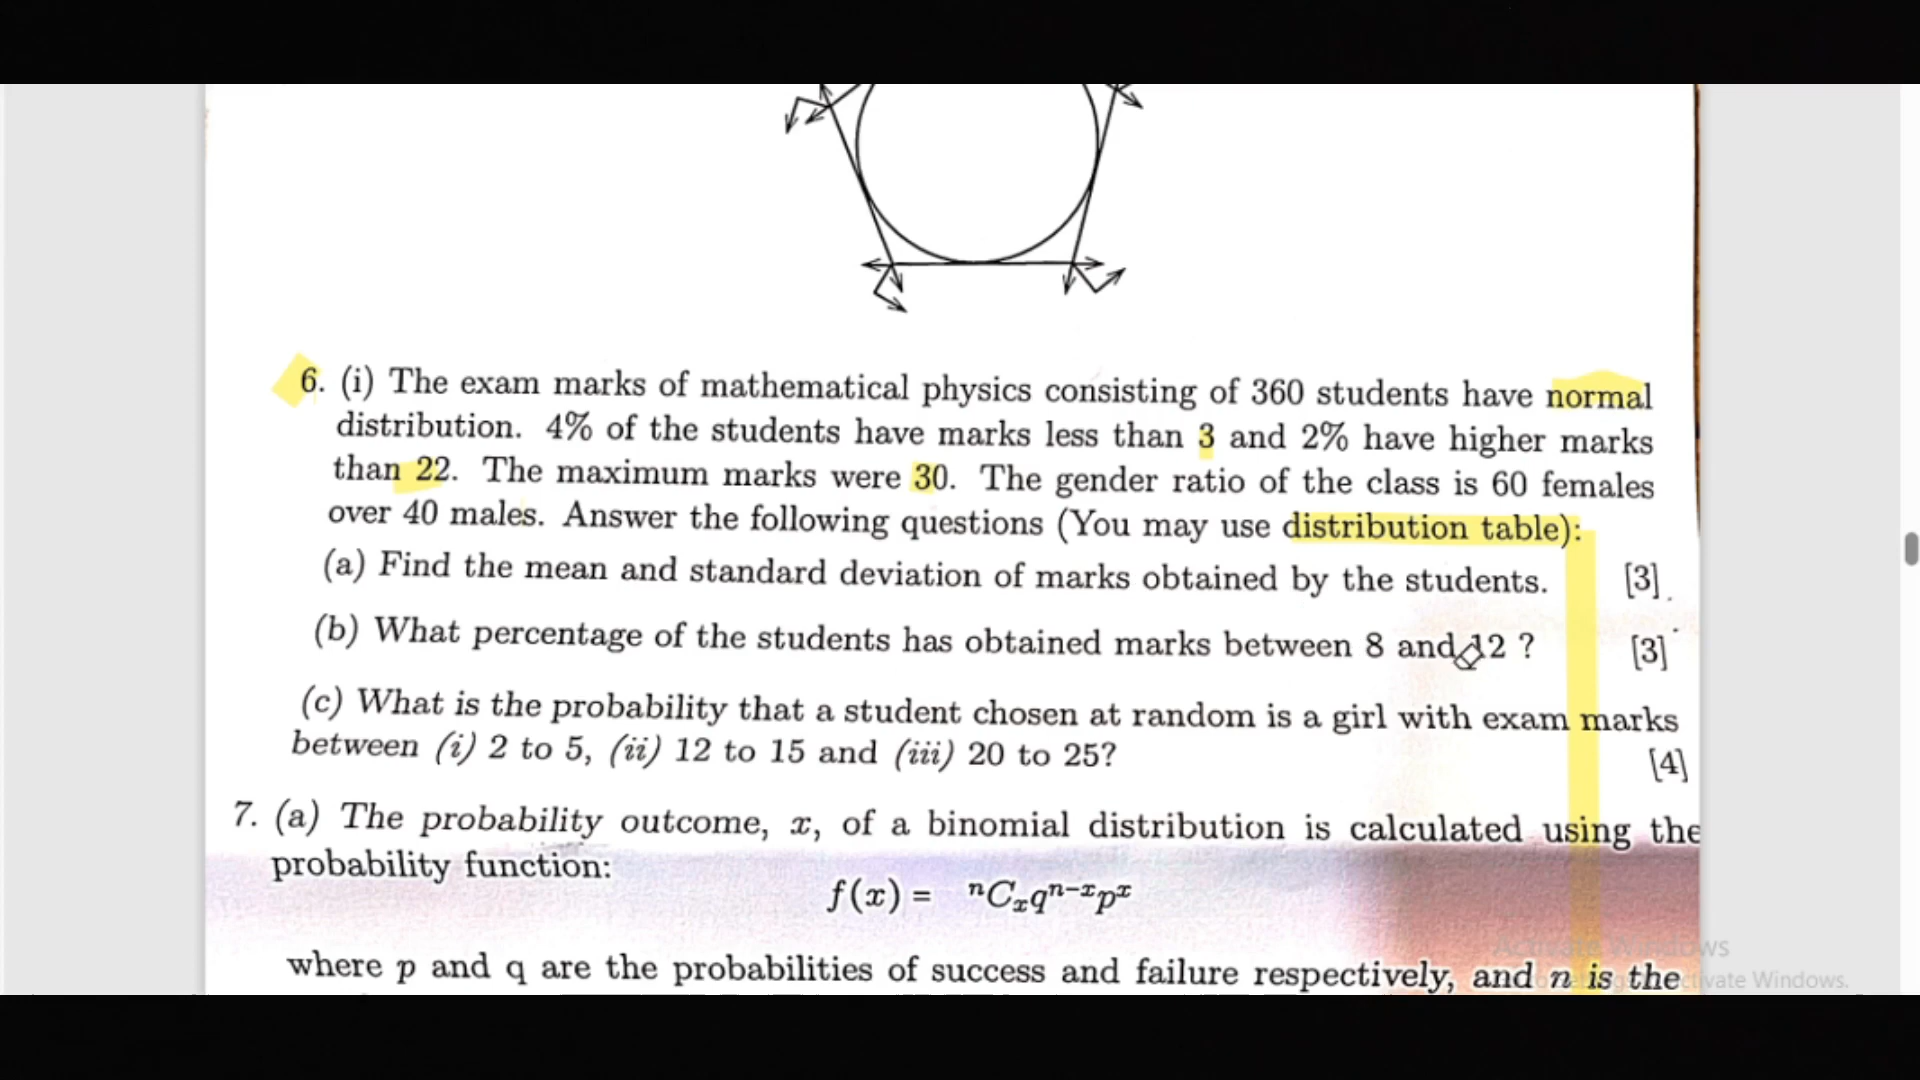 6. (i) The exam marks of mathematical physics consisting of 360 students have normal
distribution. 4% of the students have marks less than 3 and 2% have higher marks
than 22. The maximum marks were 30. The gender ratio of the class is 60 females
over 40 males. Answer the following questions (You may use distribution table):
(a) Find the mean and standard deviation of marks obtained by the students. [3]
(b) What percentage of the students has obtained marks between 8 and 12 ? [3]
(c) What is the probability that a student chosen at random is a girl with exam marks
between (i) 2 to 5, (ii) 12 to 15 and (iii) 20 to 25? [4]
7. (a) The probability outcome, x, of a binomial distribution is calculated using the
probability function:
f(x) = ⁿCₓqⁿ⁻ˣpˣ
where p and q are the probabilities of success and failure respectively, and n is the
Activate Windows
activate Windows.